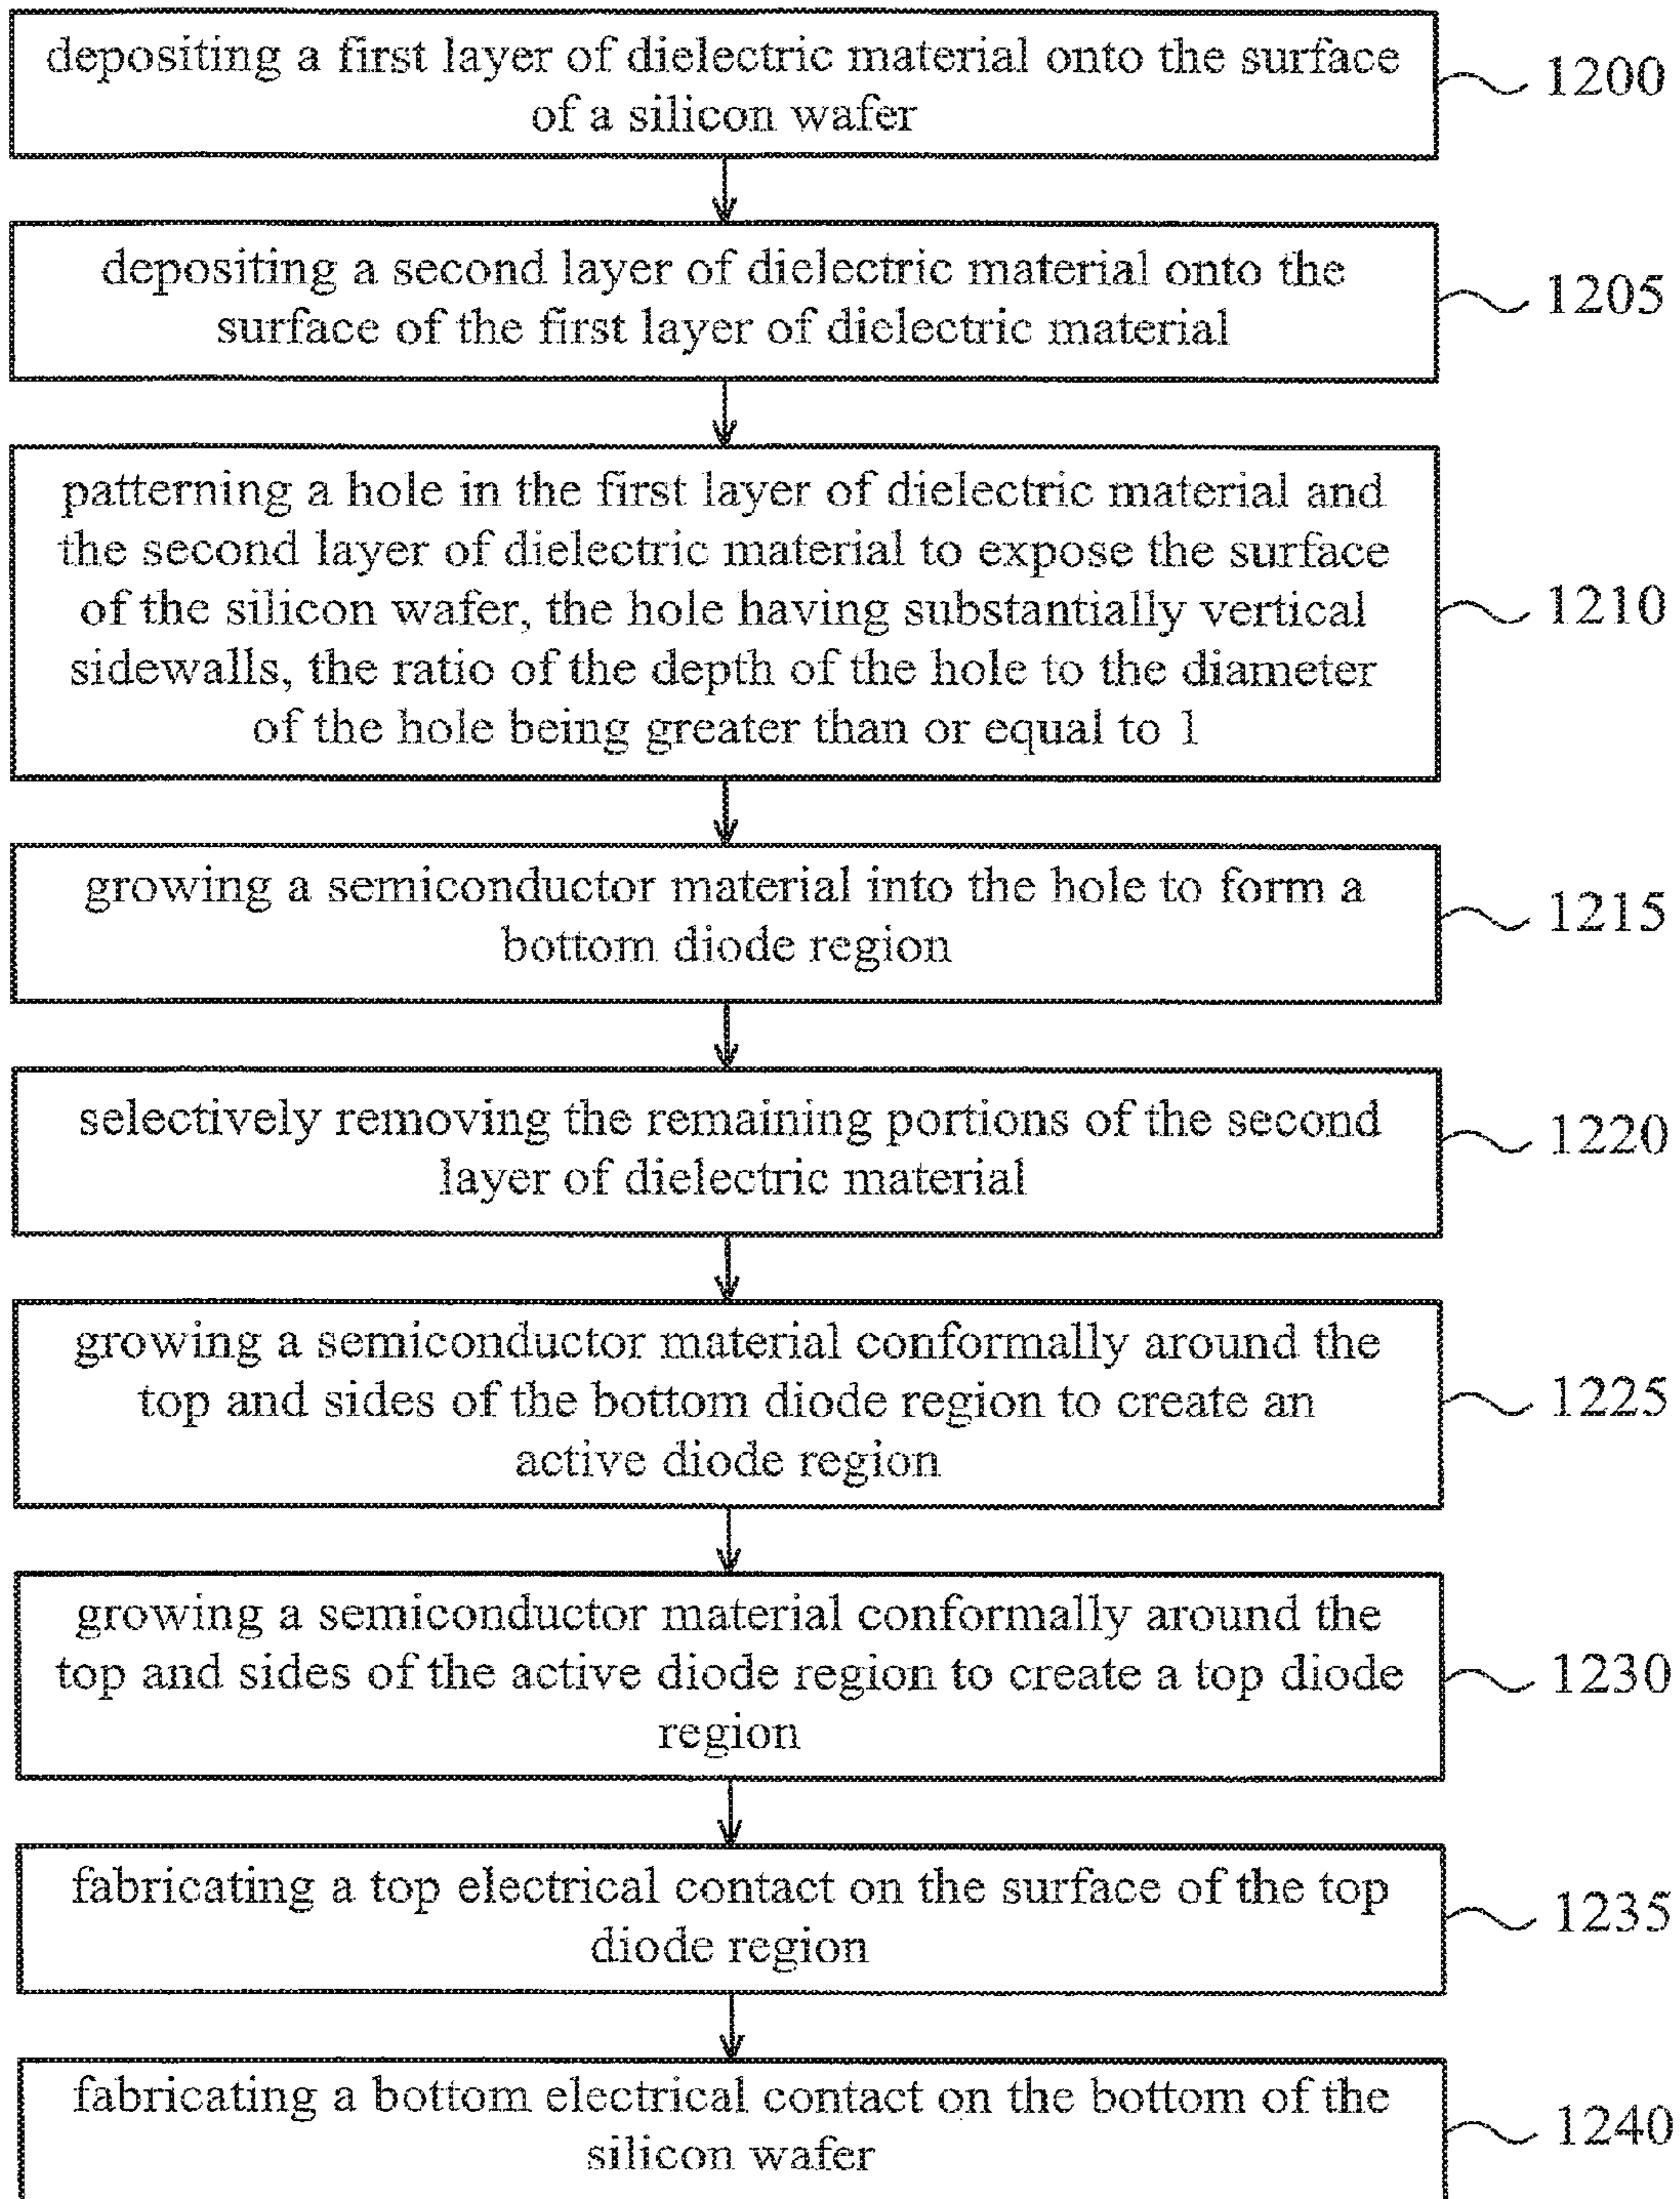 depositing a first layer of dielectric material onto the surface
of a silicon wafer
1200
depositing a second layer of dielectric material onto the
surface of the first layer of dielectric material
1205
patterning a hole in the first layer of dielectric material and
the second layer of dielectric material to expose the surface
of the silicon wafer, the hole having substantially vertical
sidewalls, the ratio of the depth of the hole to the diameter
of the hole being greater than or equal to 1
1210
growing a semiconductor material into the hole to form a
bottom diode region
1215
selectively removing the remaining portions of the second
layer of dielectric material
1220
growing a semiconductor material conformally around the
top and sides of the bottom diode region to create an
active diode region
1225
growing a semiconductor material conformally around the
top and sides of the active diode region to create a top diode
region
1230
fabricating a top electrical contact on the surface of the top
diode region
1235
fabricating a bottom electrical contact on the bottom of the
silicon wafer
1240